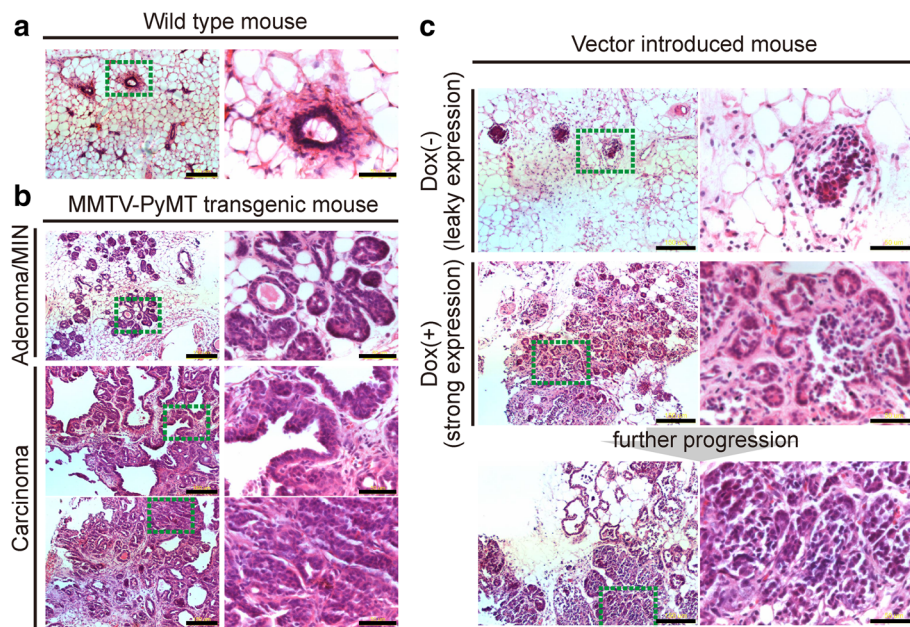 a
Wild type mouse
b
MMTV-PyMT transgenic mouse
Adenoma/MIN
Carcinoma
c
Vector introduced mouse
Dox(-)
(leaky expression)
Dox(+)
(strong expression)
further progression